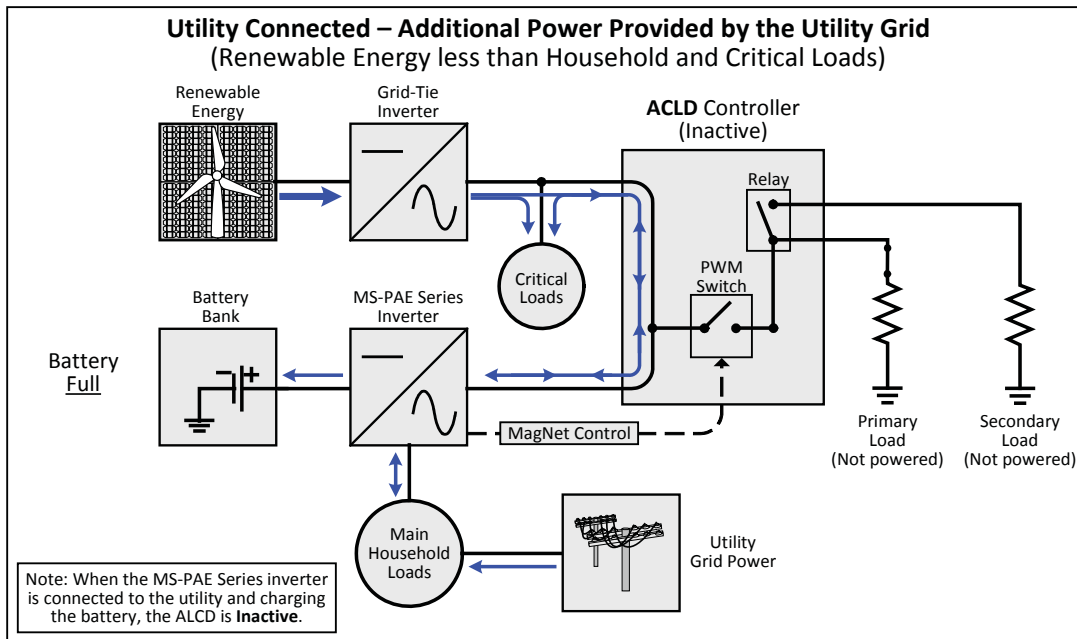 Utility Connected – Additional Power Provided by the Utility Grid
(Renewable Energy less than Household and Critical Loads)
Renewable
Energy
Grid-Tie
Inverter
ACLD Controller
(Inactive)
Relay
Critical
Loads
PWM
Switch
Battery
Bank
MS-PAE Series
Inverter
Battery
Full
MagNet Control
Primary
Load
(Not powered)
Secondary
Load
(Not powered)
Main
Household
Loads
Utility
Grid Power
Note: When the MS-PAE Series inverter
is connected to the utility and charging
the battery, the ALCD is Inactive.